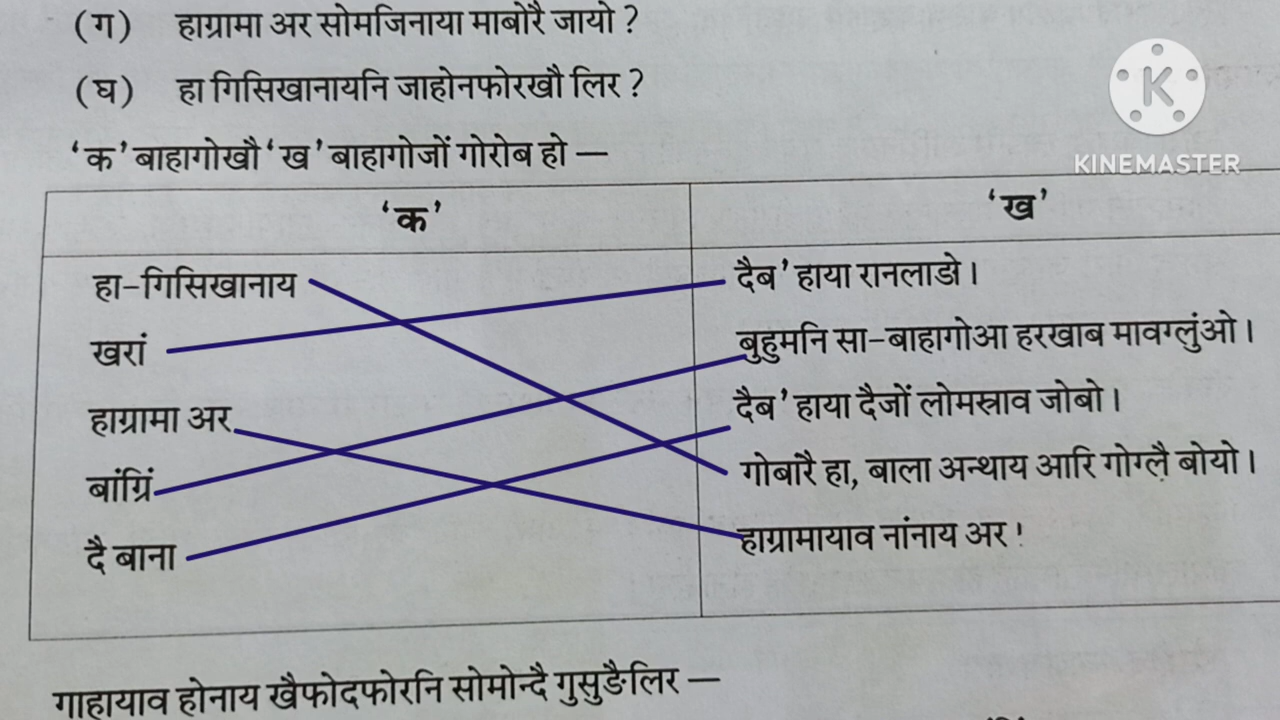 (ग) हाग्रामा अर सोमजिनाया माबोरै जायो ?
(घ) हा गिसिखानायनि जाहोनफोरखौ लिर ?
K
KINEMASTER
‘क’ बाहागोखौ ‘ख’ बाहागोजों गोरोब हो —
‘क’ ‘ख’
हा-गिसिखानाय दैब’ हाया रानलाङो।
खरां बुहुमनि सा-बाहागोआ हरखाब मावग्लुंओ।
हाग्रामा अर दैब’ हाया दैजों लोमस्राव जोबो।
बांग्रिं गोबारै हा, बाला अन्थाय आरि गोग्लै बोयो।
दै बाना हाग्रामायाव नांनाय अर।
गाहायाव होनाय खैफोदफोरनि सोमोन्दै गुसुङैलिर —